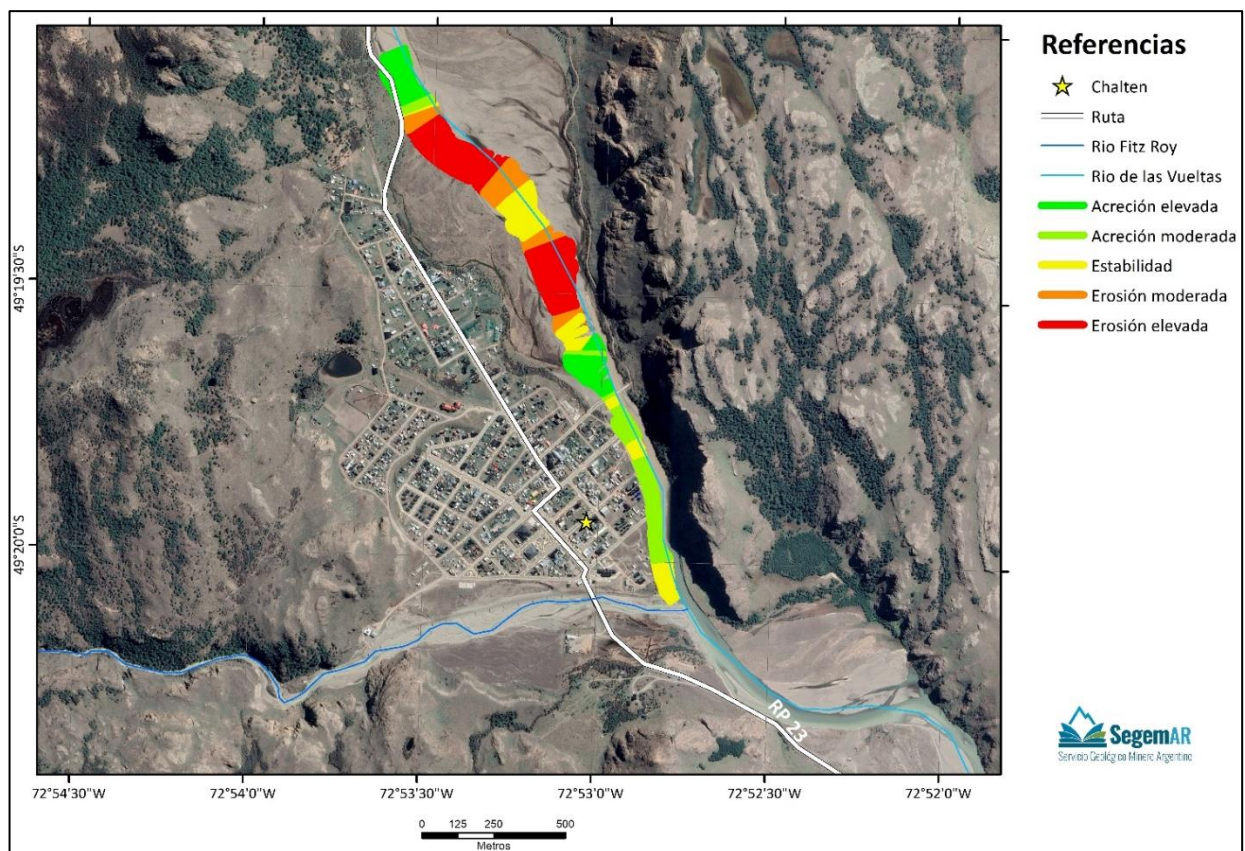 Referencias
Chalten
Ruta
Rio Fitz Roy
Rio de las Vueltas
Acreción elevada
Acreción moderada
Estabilidad
Erosión moderada
Erosión elevada
49°19'30"S
49°20'0"S
RP 23
SegemAR
Servicio Geológico Minero Argentino
72°54'30"W 72°54'0"W 72°53'30"W 72°53'0"W 72°52'30"W 72°52'0"W
0 125 250 500
Metros